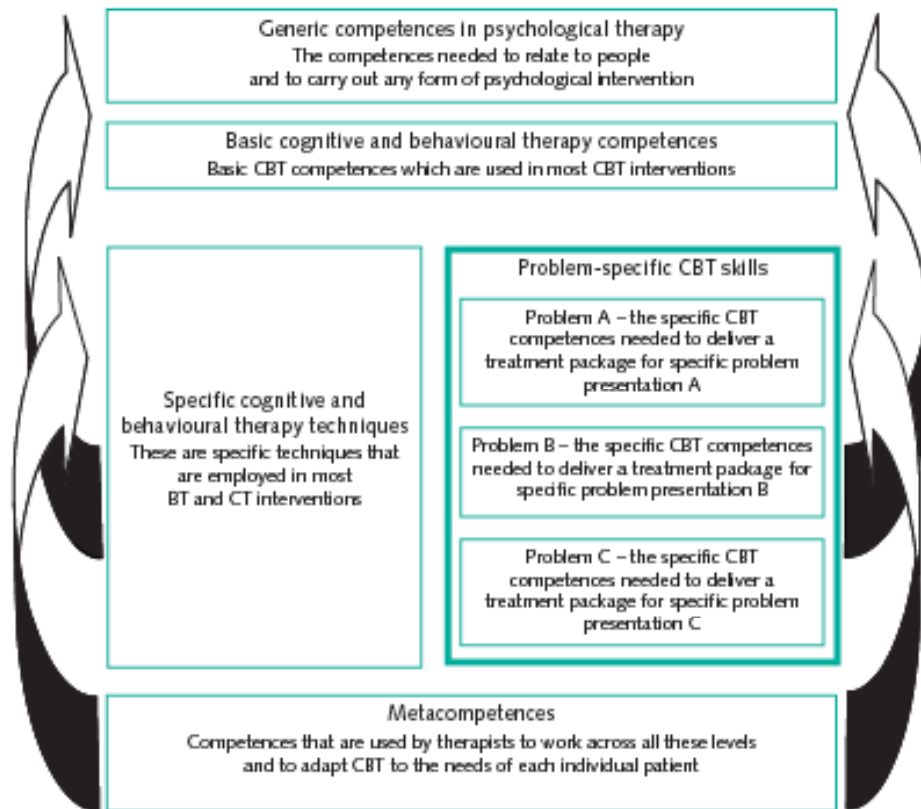 Generic competences in psychological therapy
The competences needed to relate to people
and to carry out any form of psychological intervention
Basic cognitive and behavioural therapy competences
Basic CBT competences which are used in most CBT interventions
Specific cognitive and
behavioural therapy techniques
These are specific techniques that
are employed in most
BT and CT interventions
Problem-specific CBT skills
Problem A – the specific CBT
competences needed to deliver a
treatment package for specific problem
presentation A
Problem B – the specific CBT competences
needed to deliver a treatment package for
specific problem presentation B
Problem C – the specific CBT
competences needed to deliver a
treatment package for specific problem
presentation C
Metacompetences
Competences that are used by therapists to work across all these levels
and to adapt CBT to the needs of each individual patient